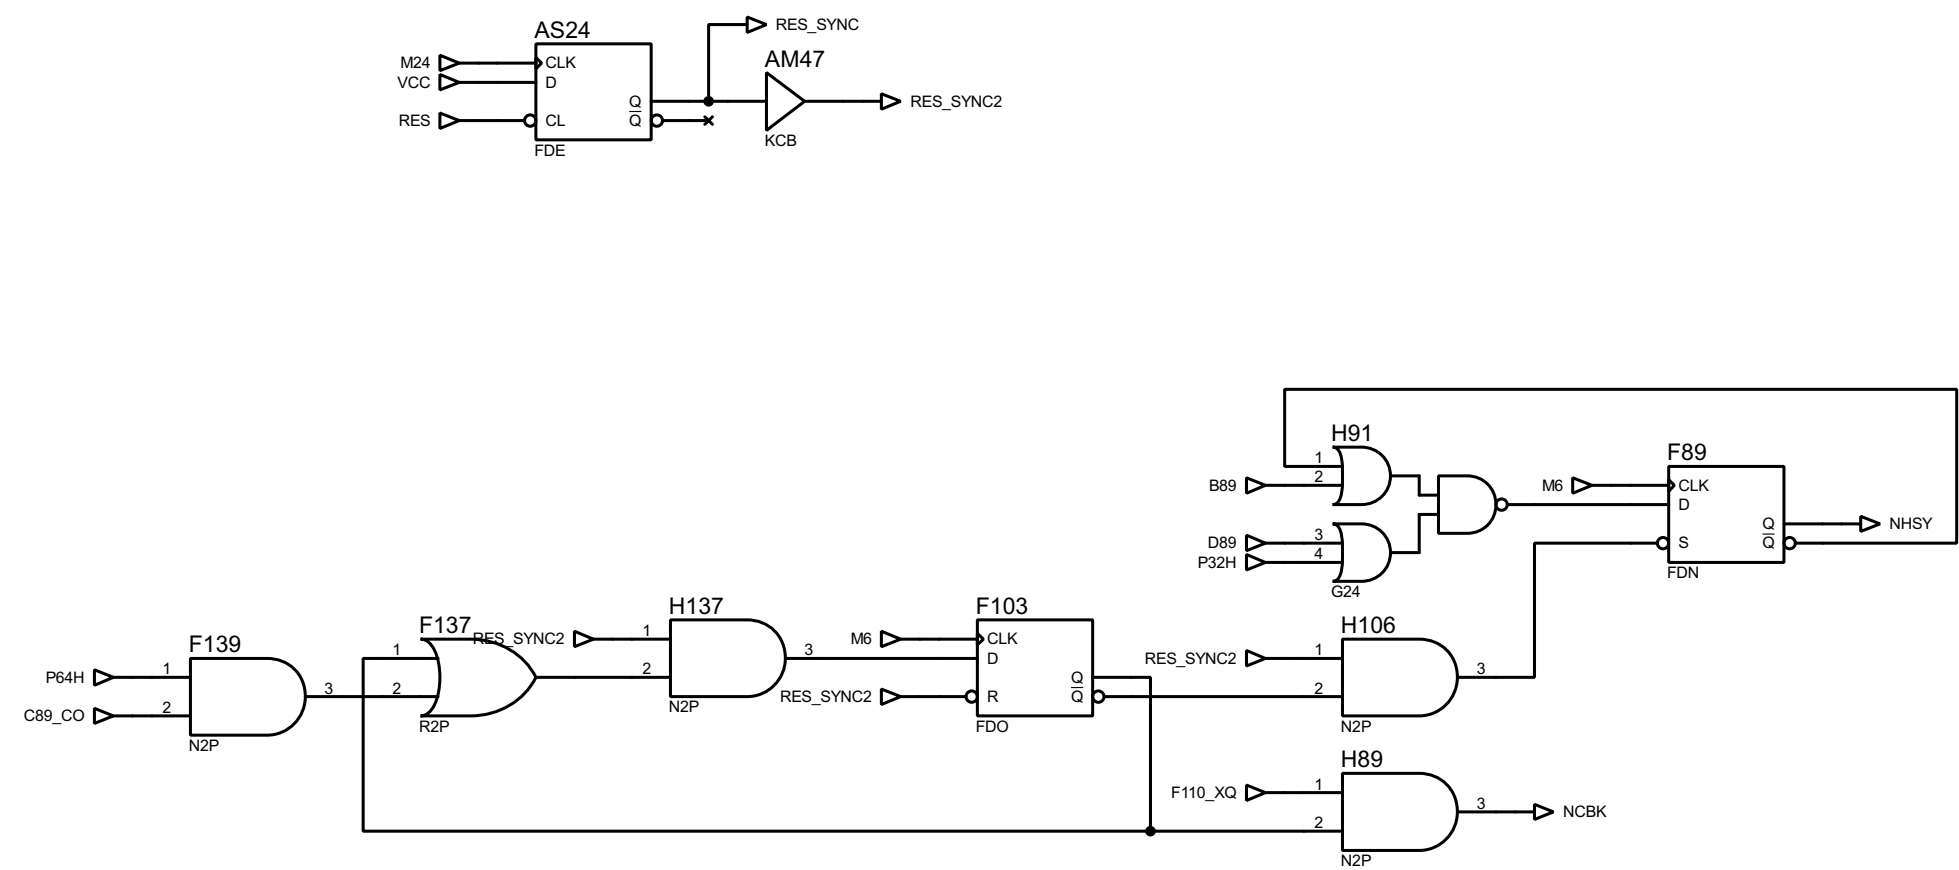 RES_SYNC
AS24
AM47
M24
CLK
VCC
D
Q
RES_SYNC2
RES
CL
Q
KCB
FDE
H91
F89
1
2
B89
M6
CLK
D
Q
NHSY
D89
3
S
Q
P32H
4
FDN
G24
H137
F103
H106
F137
RES_SYNC2
1
M6
CLK
F139
1
3
D
RES_SYNC2
1
P64H
1
2
Q
3
3
2
RES_SYNC2
R
Q
2
C89_CO
2
N2P
R2P
FDO
N2P
N2P
H89
F110_XQ
1
3
NCBK
2
N2P